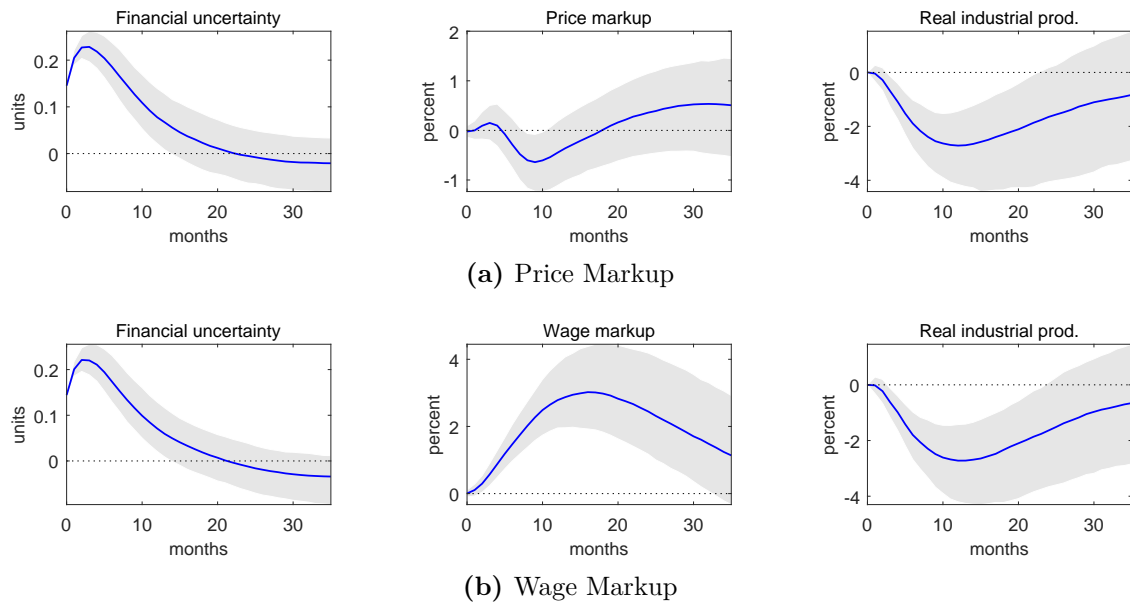 Financial uncertainty
Price markup
Real industrial prod.
units
0.2
0.1
0
0 10 20 30
months
percent
2
1
0
-1
0 10 20 30
months
percent
0
-2
-4
0 10 20 30
months
(a) Price Markup
Financial uncertainty
Wage markup
Real industrial prod.
units
0.2
0.1
0
0 10 20 30
months
percent
4
2
0
0 10 20 30
months
percent
0
-2
-4
0 10 20 30
months
(b) Wage Markup